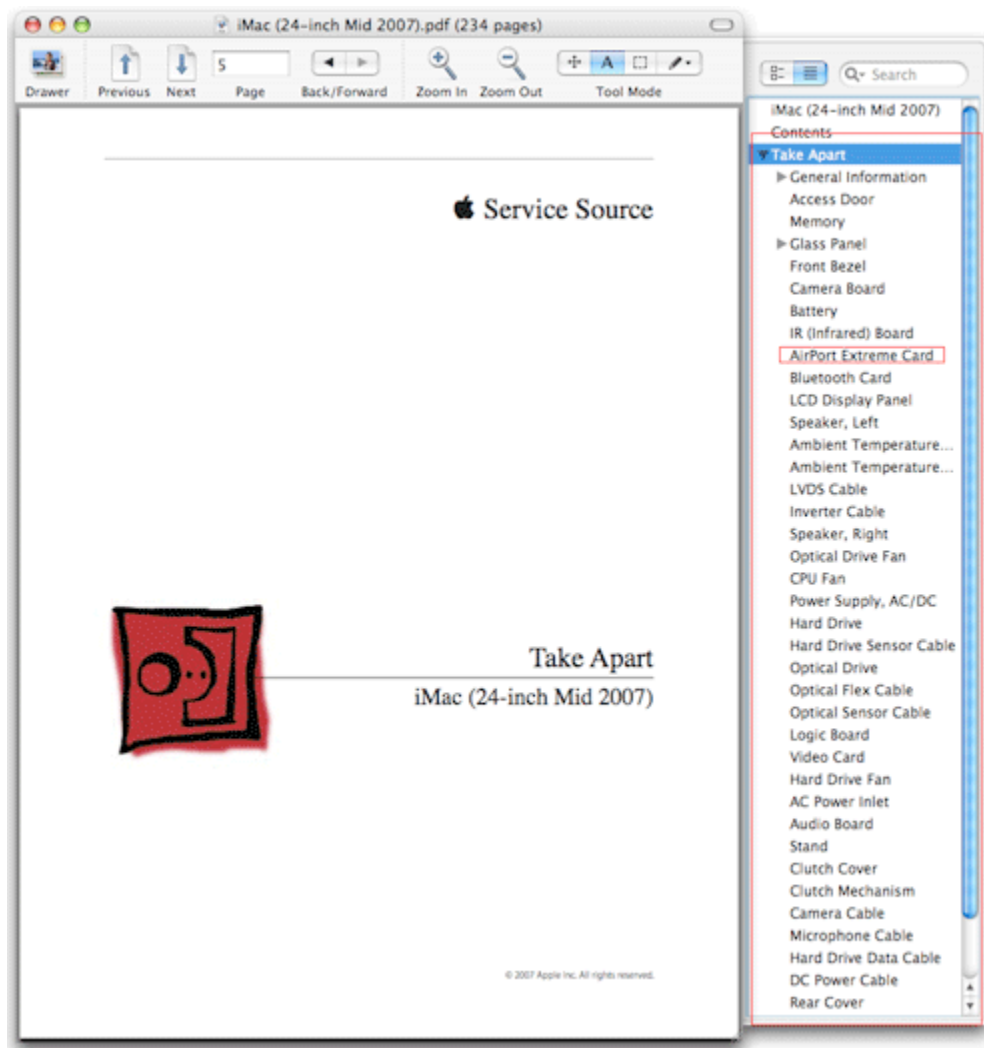 iMac (24-inch Mid 2007).pdf (234 pages)
5
Drawer Previous Next Page Back/Forward Zoom In Zoom Out Tool Mode
A
Service Source
Take Apart
iMac (24-inch Mid 2007)
© 2007 Apple Inc. All rights reserved.
Search
iMac (24-inch Mid 2007)
Contents
Take Apart
General Information
Access Door
Memory
Glass Panel
Front Bezel
Camera Board
Battery
IR (Infrared) Board
AirPort Extreme Card
Bluetooth Card
LCD Display Panel
Speaker, Left
Ambient Temperature...
Ambient Temperature...
LVDS Cable
Inverter Cable
Speaker, Right
Optical Drive Fan
CPU Fan
Power Supply, AC/DC
Hard Drive
Hard Drive Sensor Cable
Optical Drive
Optical Flex Cable
Optical Sensor Cable
Logic Board
Video Card
Hard Drive Fan
AC Power Inlet
Audio Board
Stand
Clutch Cover
Clutch Mechanism
Camera Cable
Microphone Cable
Hard Drive Data Cable
DC Power Cable
Rear Cover